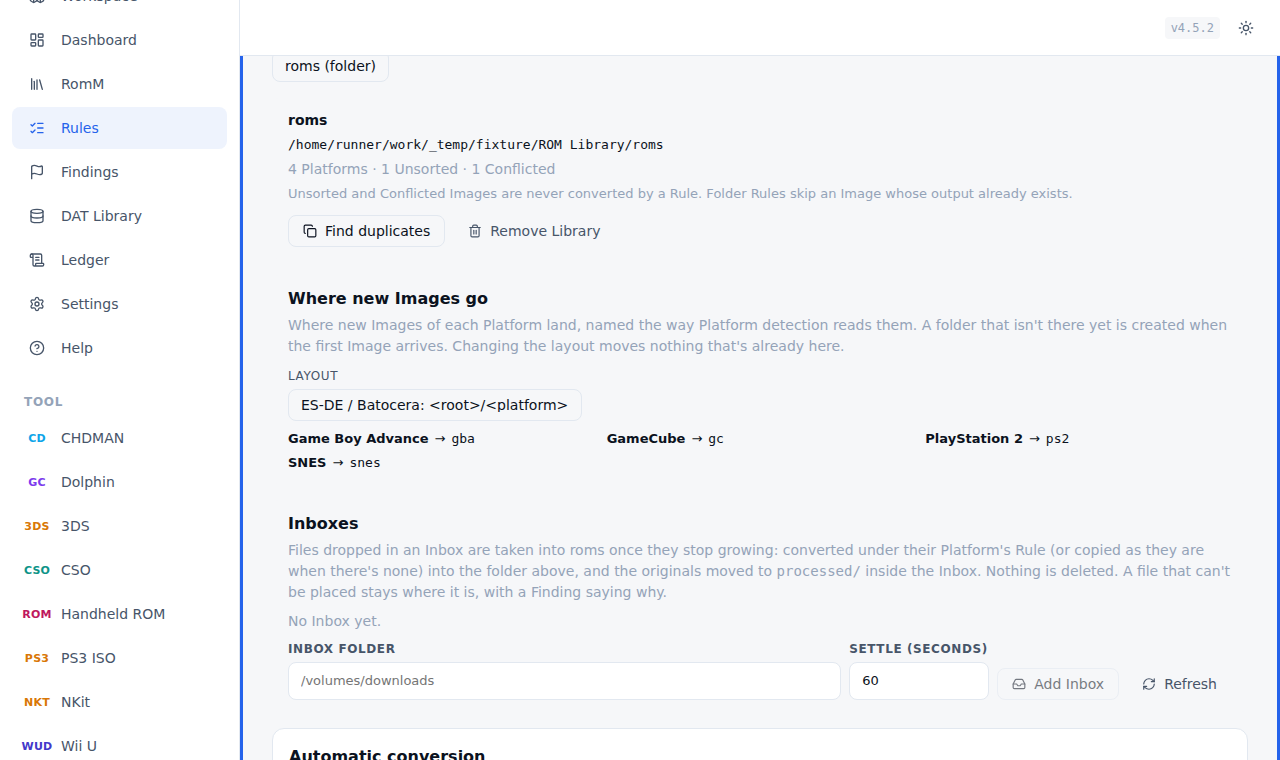 Workspace
Dashboard
RomM
Rules
Findings
DAT Library
Ledger
Settings
Help
TOOL
CD CHDMAN
GC Dolphin
3DS 3DS
CSO CSO
ROM Handheld ROM
PS3 PS3 ISO
NKT NKit
WUD Wii U
v4.5.2
roms (folder)
roms
/home/runner/work/_temp/fixture/ROM Library/roms
4 Platforms · 1 Unsorted · 1 Conflicted
Unsorted and Conflicted Images are never converted by a Rule. Folder Rules skip an Image whose output already exists.
Find duplicates Remove Library
Where new Images go
Where new Images of each Platform land, named the way Platform detection reads them. A folder that isn't there yet is created when
the first Image arrives. Changing the layout moves nothing that's already here.
LAYOUT
ES-DE / Batocera: <root>/<platform>
Game Boy Advance → gba GameCube → gc PlayStation 2 → ps2
SNES → snes
Inboxes
Files dropped in an Inbox are taken into roms once they stop growing: converted under their Platform's Rule (or copied as they are
when there's none) into the folder above, and the originals moved to processed/ inside the Inbox. Nothing is deleted. A file that can't
be placed stays where it is, with a Finding saying why.
No Inbox yet.
INBOX FOLDER SETTLE (SECONDS)
/volumes/downloads 60 Add Inbox Refresh
Automatic conversion